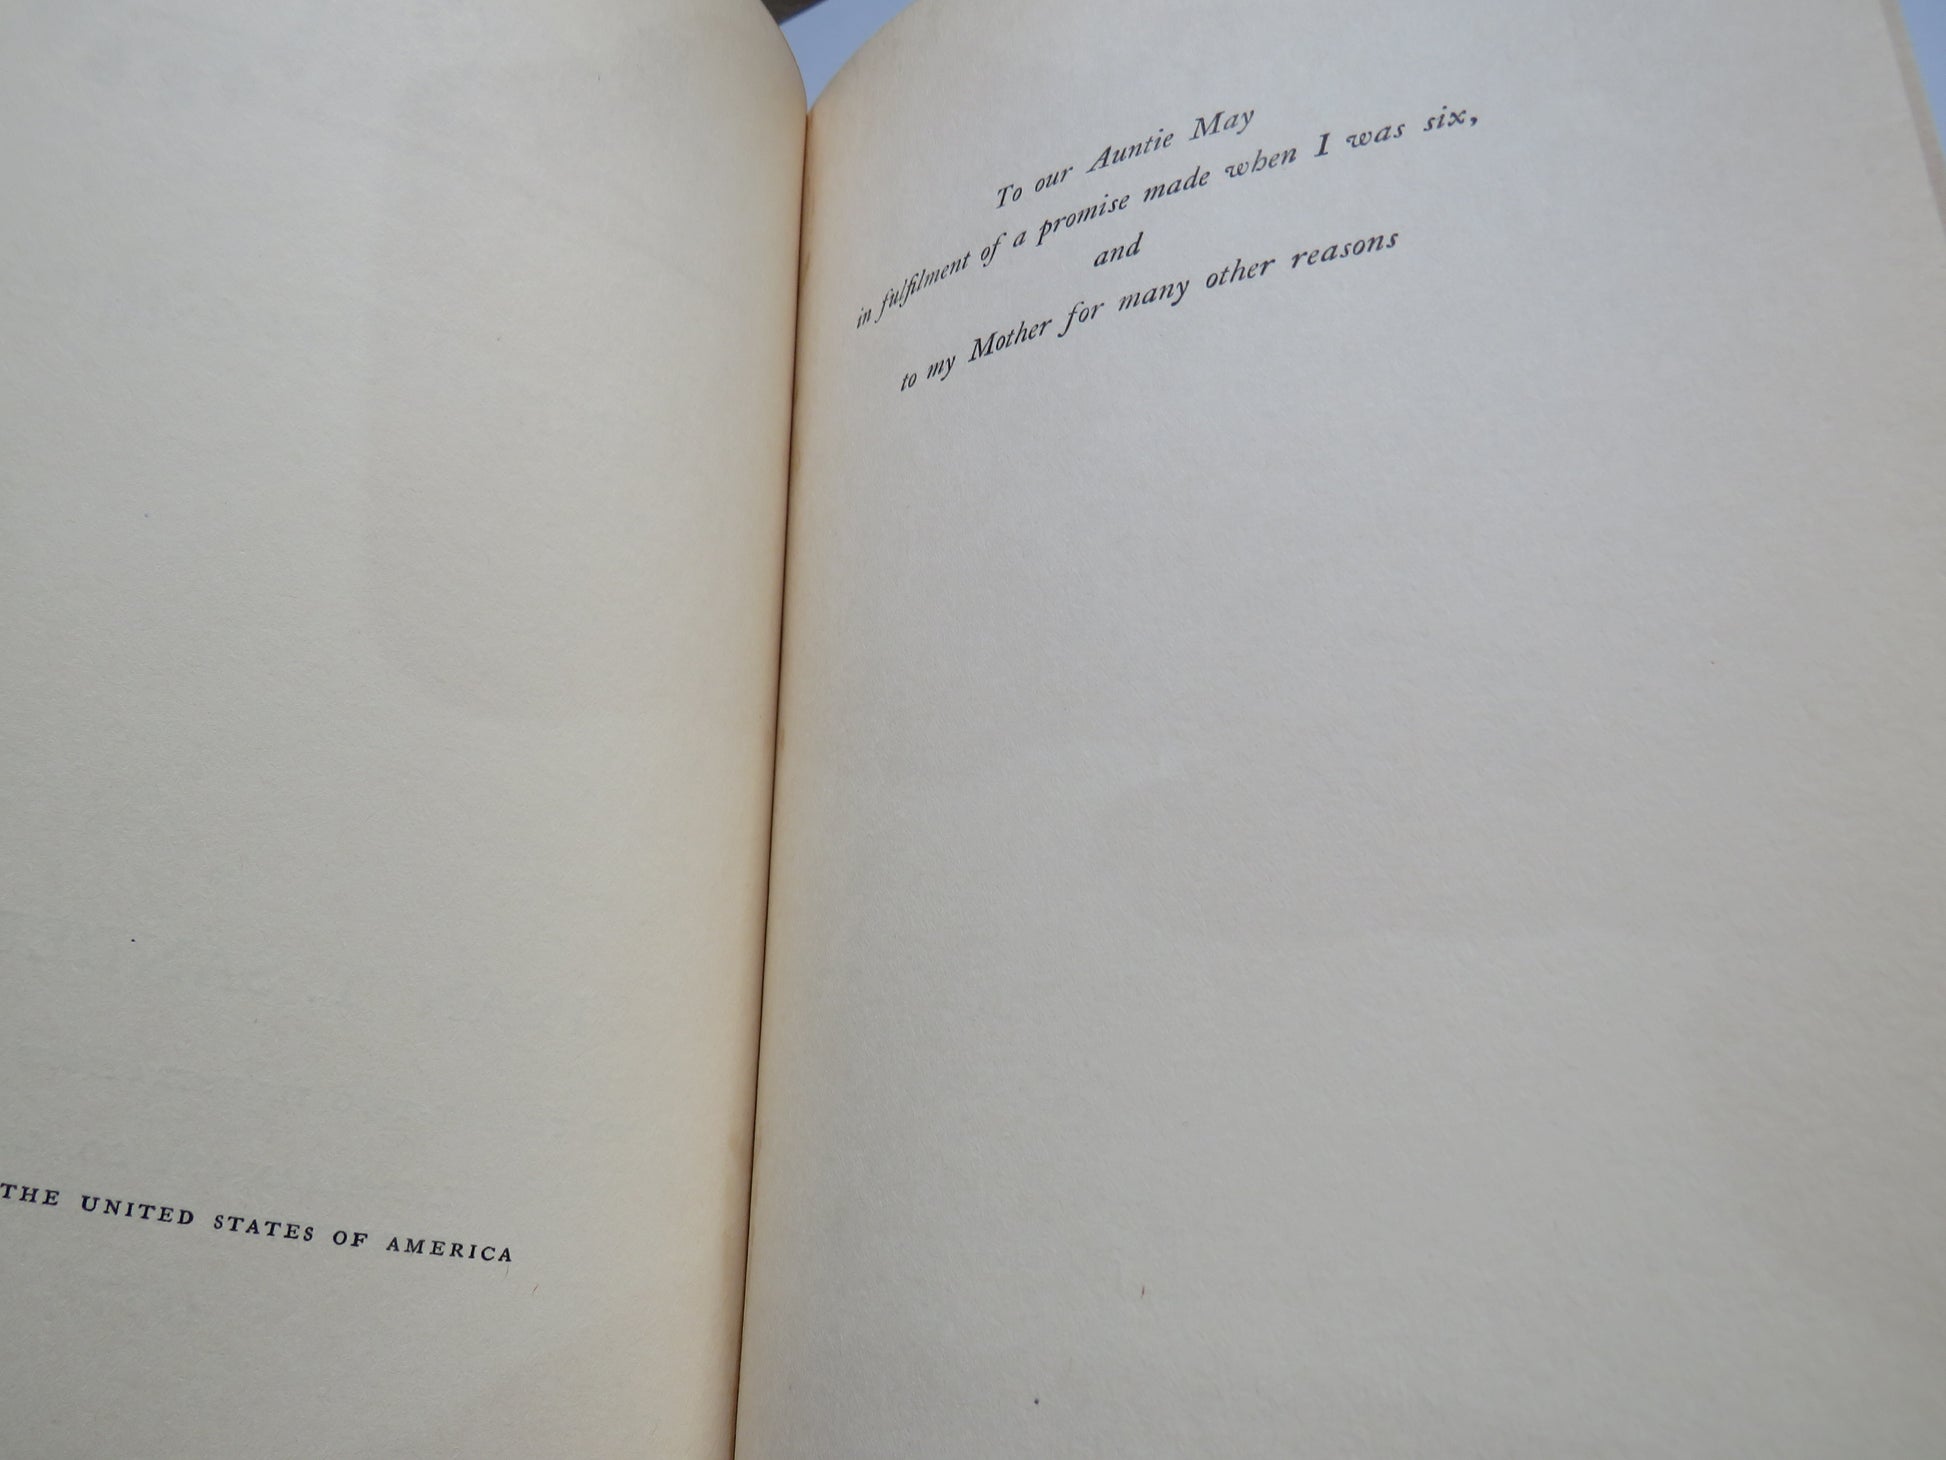 THE UNITED STATES OF AMERICA
To our Auntie May
in fulfilment of a promise made when I was six,
and
to my Mother for many other reasons